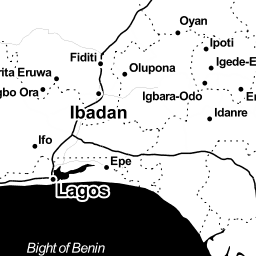 Oyan
Ipoti
Fiditi
Olupona
Igede-E
rita Eruwa
gbo Ora
Igbara-Odo
Er
Ibadan
Idanre
Ifo
Epe
Lagos
Bight of Benin